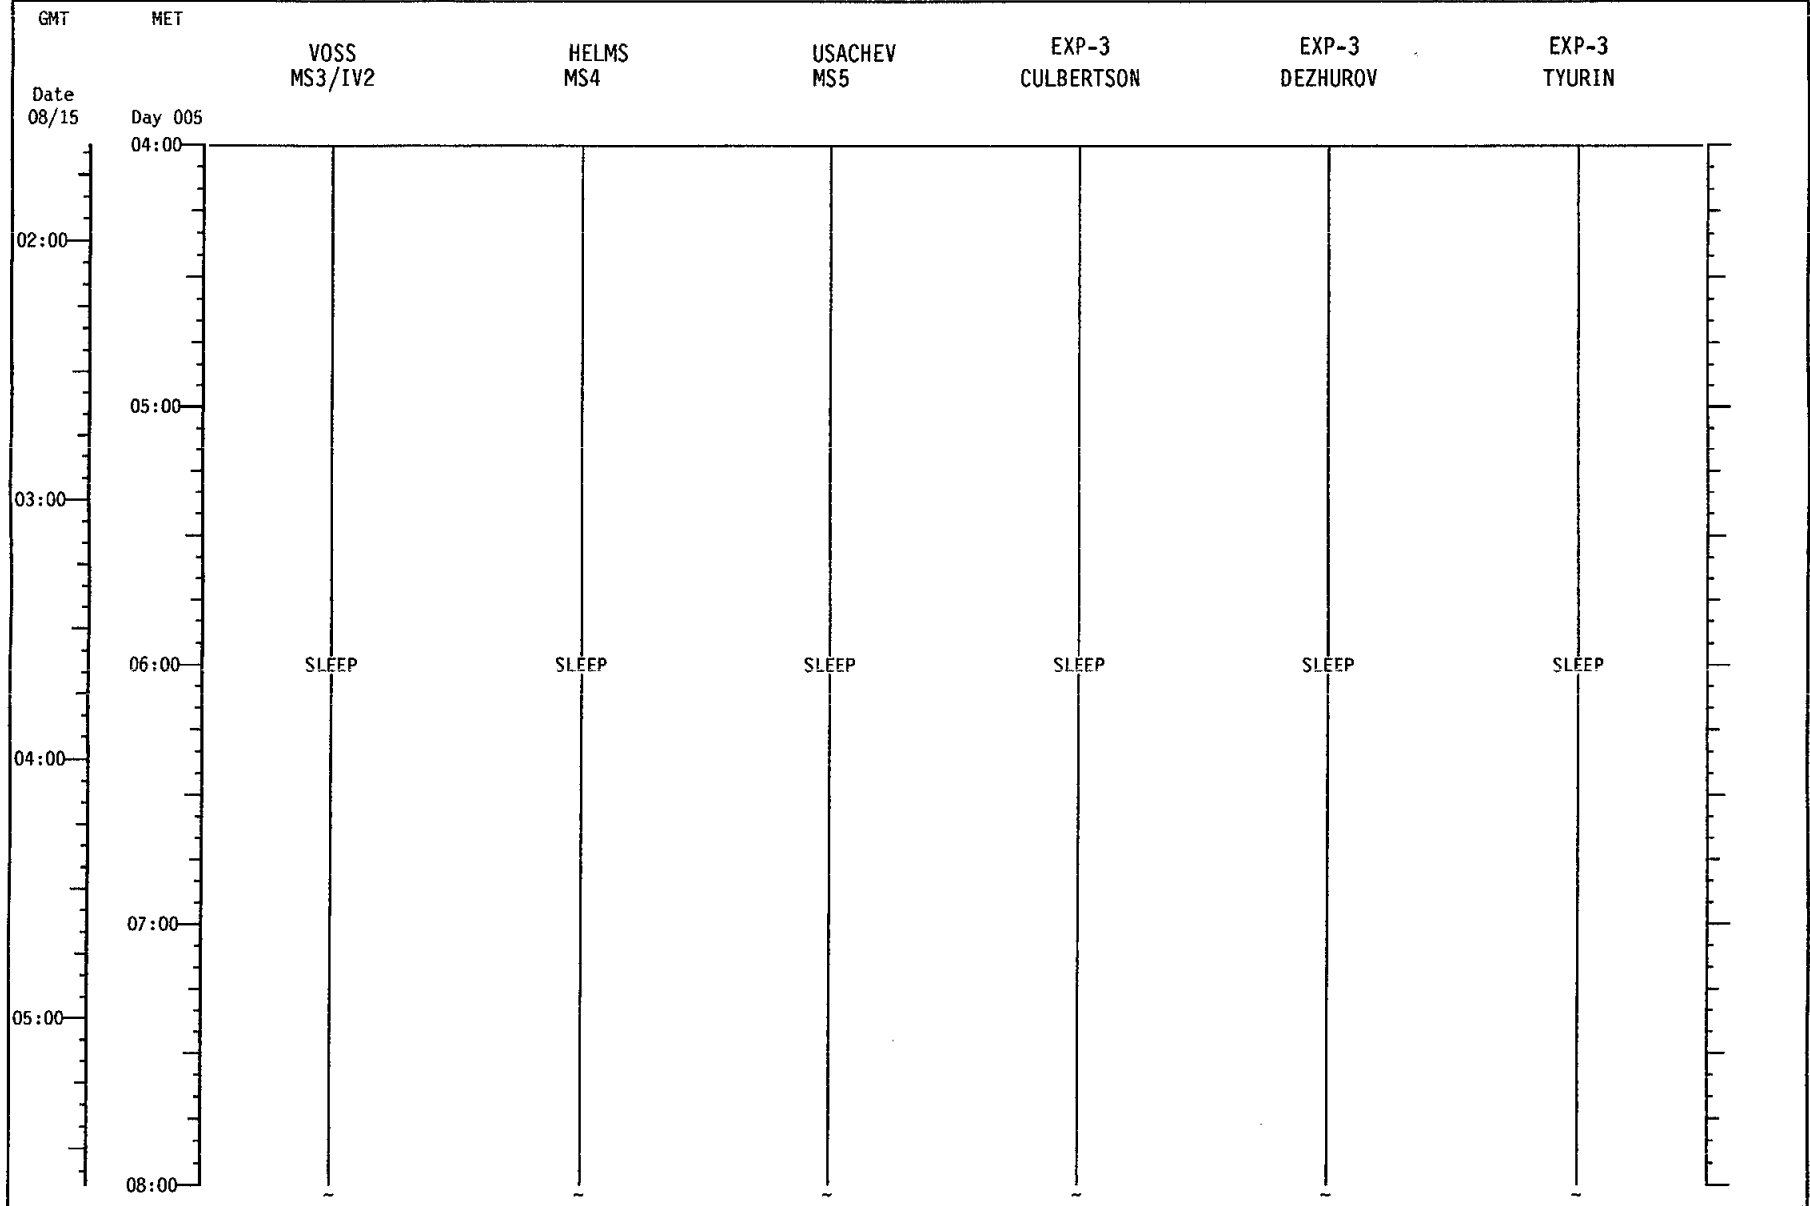 GMT MET
VOSS HELMS USACHEV EXP-3 EXP-3 EXP-3
MS3/IV2 MS4 MS5 CULBERTSON DEZHUROV TYURIN
Date
08/15 Day 005
04:00
02:00
05:00
03:00
06:00 SLEEP SLEEP SLEEP SLEEP SLEEP SLEEP
04:00
07:00
05:00
08:00
~ ~ ~ ~ ~ ~